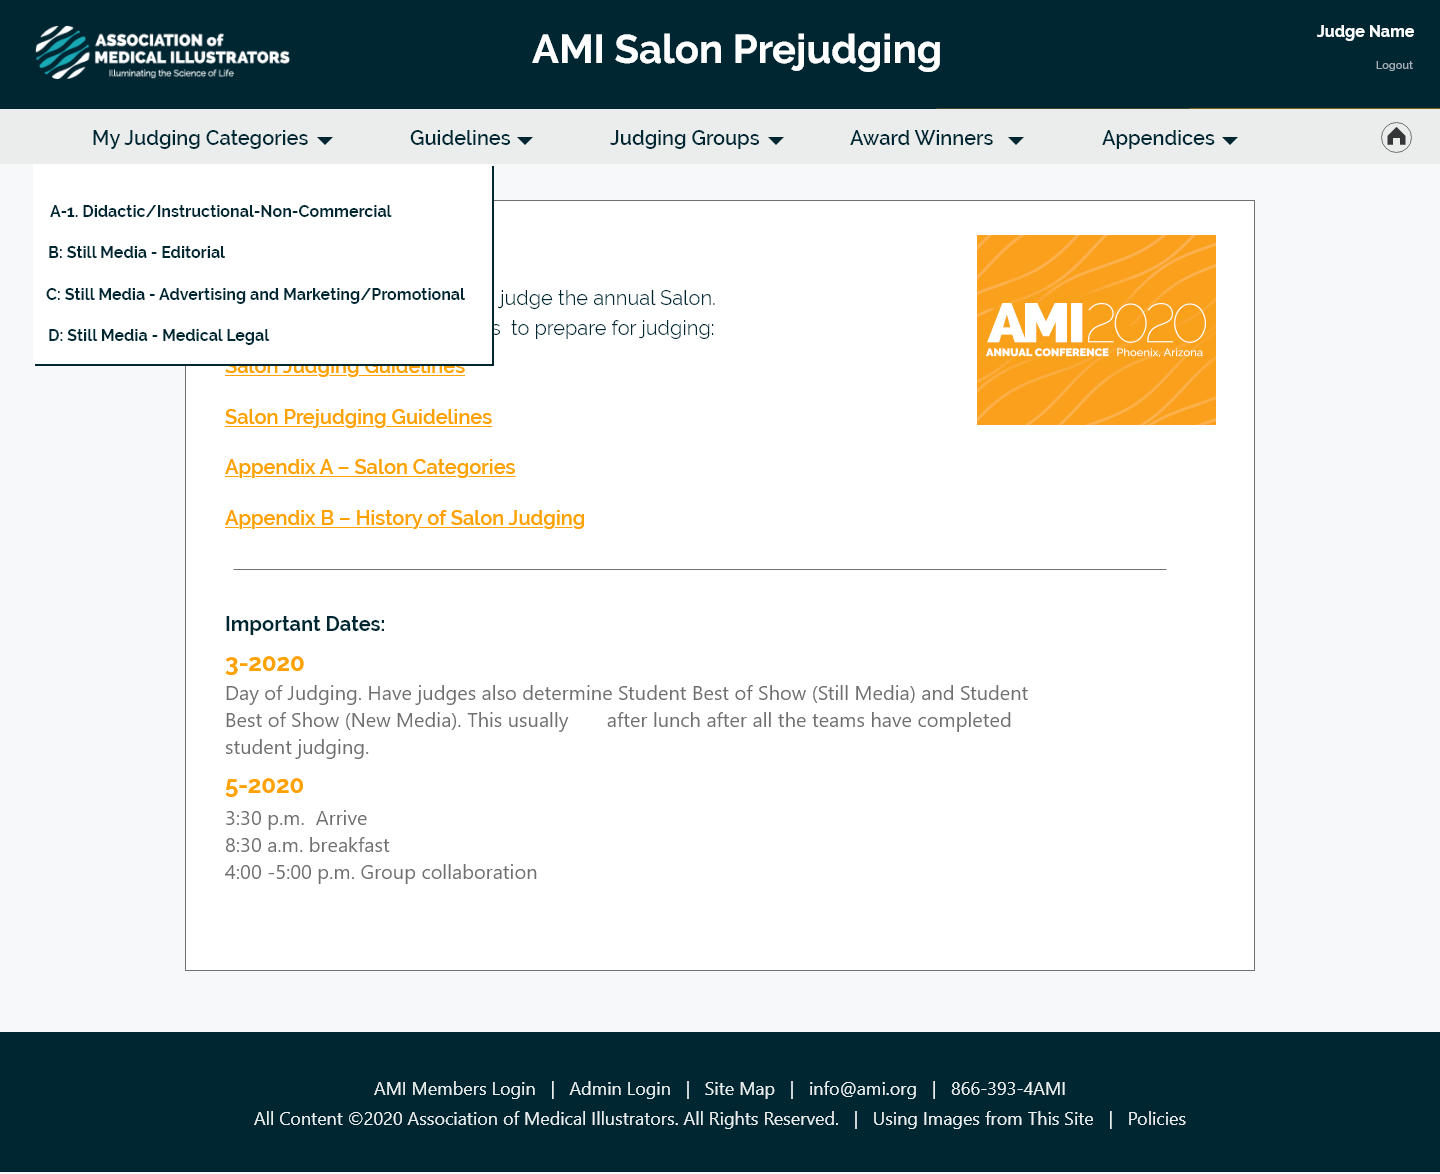 ASSOCIATION of
MEDICAL ILLUSTRATORS
Illuminating the Science of Life
AMI Salon Prejudging
Judge Name
Logout
My Judging Categories
Guidelines
Judging Groups
Award Winners
Appendices
A-1. Didactic/Instructional-Non-Commercial
B: Still Media - Editorial
C: Still Media - Advertising and Marketing/Promotional
D: Still Media - Medical Legal
judge the annual Salon.
s to prepare for judging:
AMI2020
ANNUAL CONFERENCE Phoenix, Arizona
Salon Judging Guidelines
Salon Prejudging Guidelines
Appendix A – Salon Categories
Appendix B – History of Salon Judging
Important Dates:
3-2020
Day of Judging. Have judges also determine Student Best of Show (Still Media) and Student
Best of Show (New Media). This usually after lunch after all the teams have completed
student judging.
5-2020
3:30 p.m. Arrive
8:30 a.m. breakfast
4:00 -5:00 p.m. Group collaboration
AMI Members Login | Admin Login | Site Map | info@ami.org | 866-393-4AMI
All Content ©2020 Association of Medical Illustrators. All Rights Reserved. | Using Images from This Site | Policies